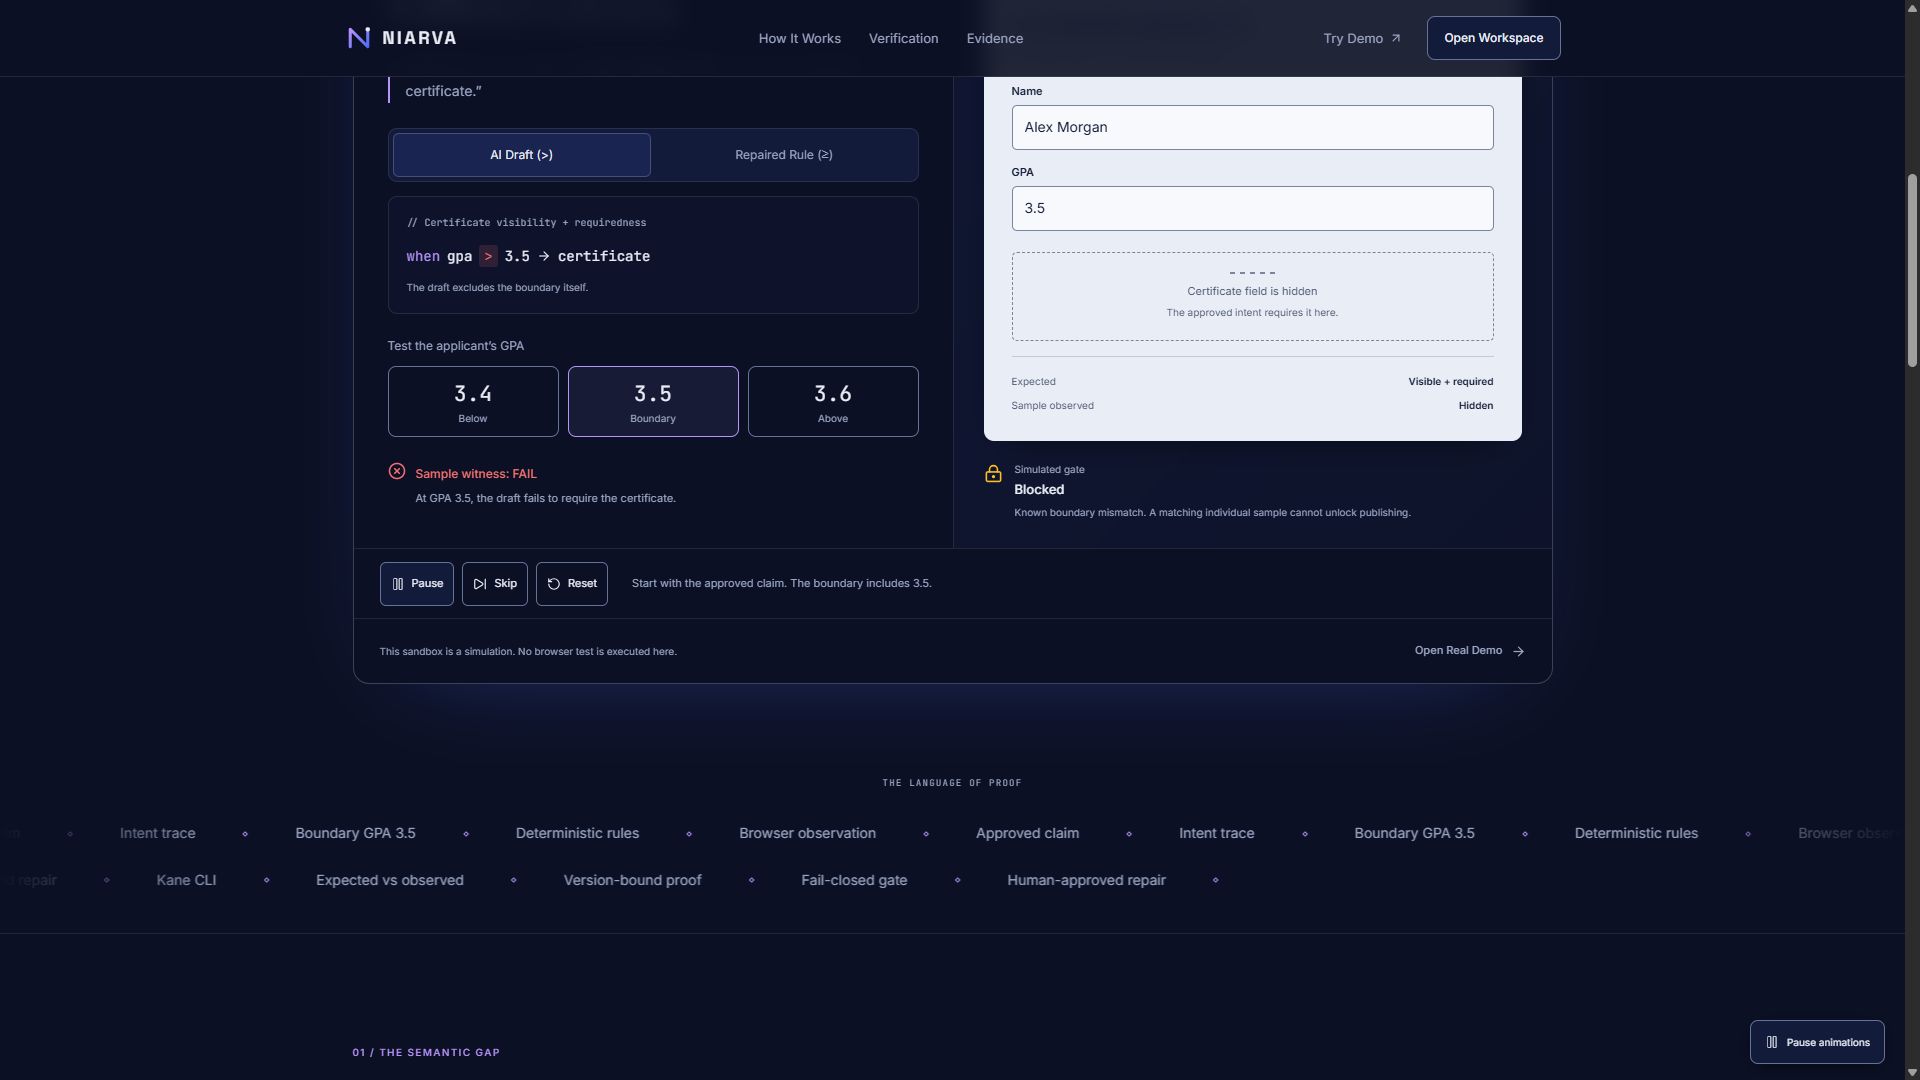 NIARVA
How It Works
Verification
Evidence
Try Demo
Open Workspace
certificate.”
AI Draft (>)
Repaired Rule (≥)
// Certificate visibility + requiredness
when gpa > 3.5 → certificate
The draft excludes the boundary itself.
Test the applicant’s GPA
3.4
Below
3.5
Boundary
3.6
Above
Sample witness: FAIL
At GPA 3.5, the draft fails to require the certificate.
Name
Alex Morgan
GPA
3.5
Certificate field is hidden
The approved intent requires it here.
Expected
Visible + required
Sample observed
Hidden
Simulated gate
Blocked
Known boundary mismatch. A matching individual sample cannot unlock publishing.
Pause
Skip
Reset
Start with the approved claim. The boundary includes 3.5.
This sandbox is a simulation. No browser test is executed here.
Open Real Demo →
THE LANGUAGE OF PROOF
Intent trace Boundary GPA 3.5 Deterministic rules Browser observation Approved claim Intent trace Boundary GPA 3.5 Deterministic rules Browser
repair Kane CLI Expected vs observed Version-bound proof Fail-closed gate Human-approved repair
01 / THE SEMANTIC GAP
Pause animations